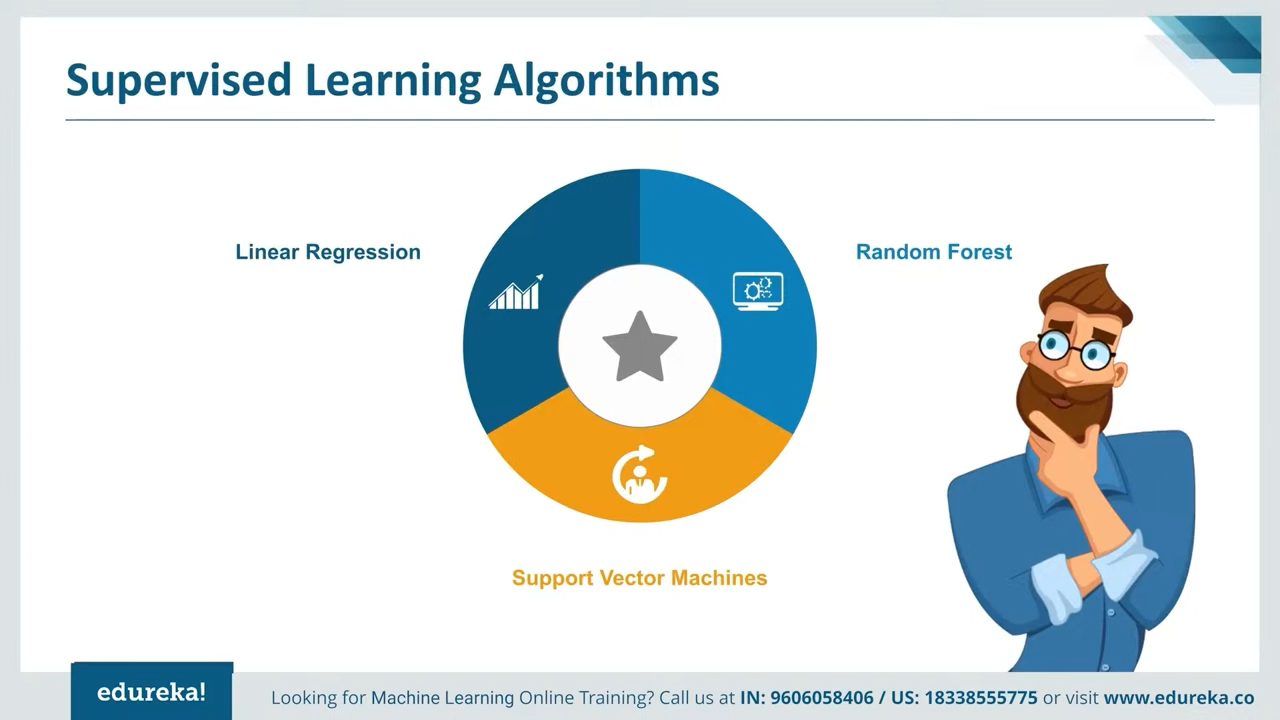 Supervised Learning Algorithms
Linear Regression
Random Forest
Support Vector Machines
edureka!
Looking for Machine Learning Online Training? Call us at IN: 9606058406 / US: 18338555775 or visit www.edureka.co